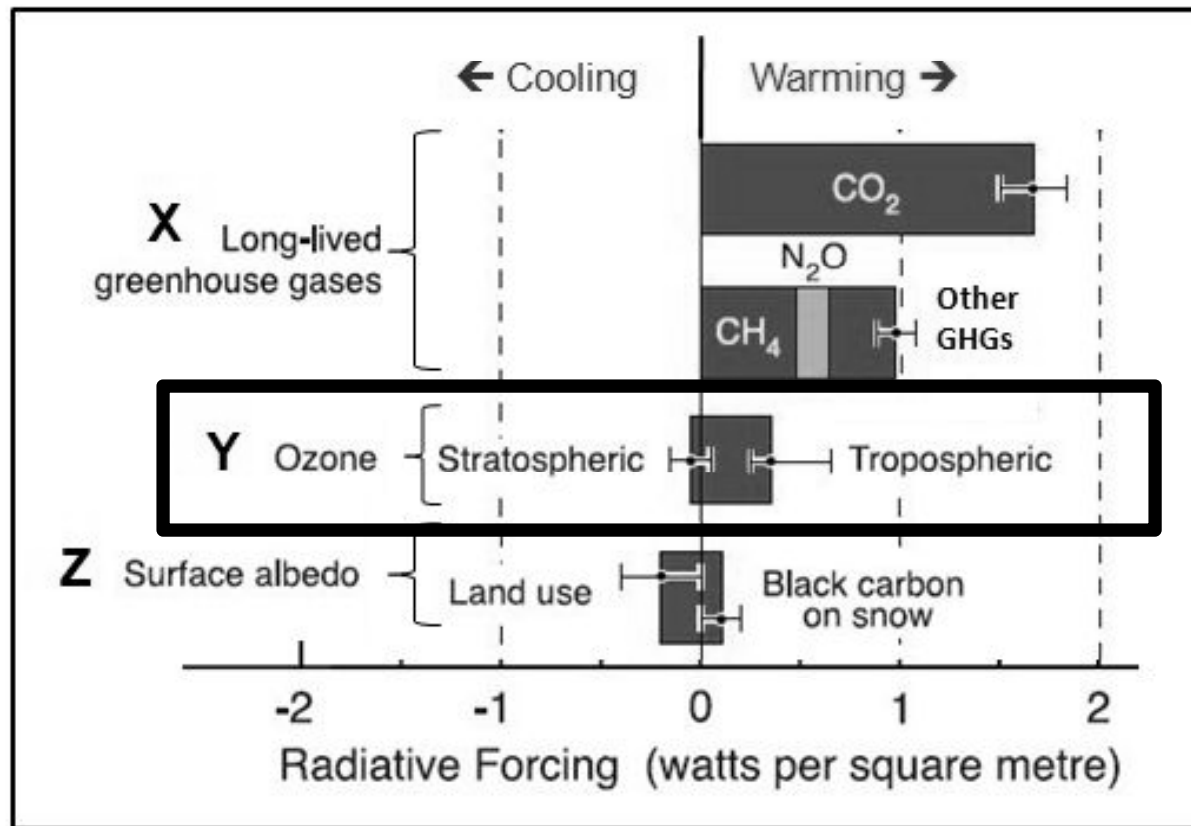 ← Cooling Warming →
X Long-lived
greenhouse gases
CO₂
N₂O
CH₄
Other
GHGs
Y Ozone Stratospheric Tropospheric
Z Surface albedo Land use
Black carbon
on snow
-2 -1 0 1 2
Radiative Forcing (watts per square metre)